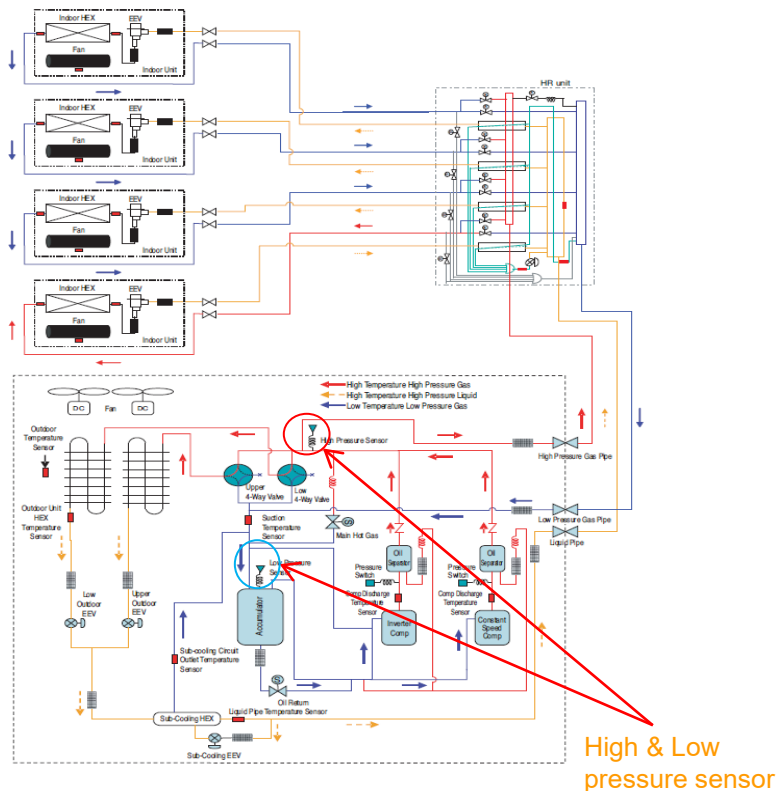 Indoor HEX
EEV
Fan
Indoor Unit
Indoor HEX
EEV
Fan
Indoor Unit
Indoor HEX
EEV
Fan
Indoor Unit
Indoor HEX
EEV
Fan
Indoor Unit
HR unit
High Temperature High Pressure Gas
High Temperature High Pressure Liquid
Low Temperature Low Pressure Gas
DC
DC
Fan
Outdoor
Temperature
Sensor
High Pressure Sensor
High Pressure Gas Pipe
Upper
4-Way Valve
Low
4-Way Valve
Outdoor Unit
HEX
Temperature
Sensor
Suction
Temperature
Sensor
Main Hot Gas
Low Pressure Gas Pipe
Liquid Pipe
Low Pressure
Sensor
Oil
Separator
Oil
Separator
Pressure
Switch
Pressure
Switch
Comp Discharge
Temperature
Sensor
Comp Discharge
Temperature
Sensor
Low
Outdoor
EEV
Upper
Outdoor
EEV
Accumulator
Inverter
Comp
Constant
Speed
Comp
Sub-cooling Circuit
Outlet Temperature
Sensor
S
Oil Return
Liquid Pipe Temperature Sensor
Sub-Cooling HEX
Sub-Cooling EEV
High & Low
pressure sensor